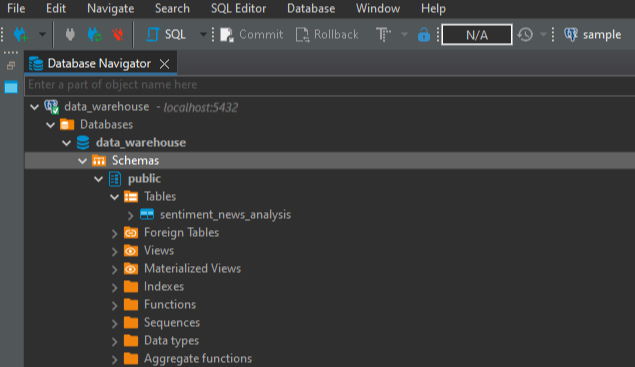 File Edit Navigate Search SQL Editor Database Window Help
SQL Commit Rollback T N/A sample
Database Navigator
Enter a part of object name here
data_warehouse - localhost:5432
Databases
data_warehouse
Schemas
public
Tables
sentiment_news_analysis
Foreign Tables
Views
Materialized Views
Indexes
Functions
Sequences
Data types
Aggregate functions